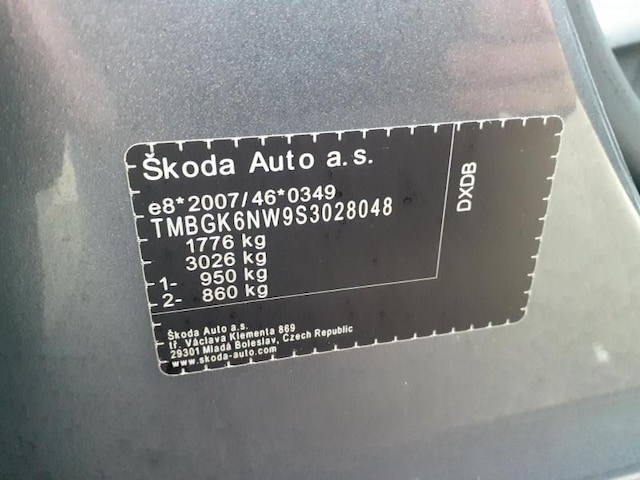 Škoda Auto a.s.
e8*2007/46*0349
TMBGK6NW9S3028048
1776 kg
3026 kg
1- 950 kg
2- 860 kg
DXDB
Škoda Auto a.s.
tř. Václava Klementa 869
29301 Mladá Boleslav, Czech Republic
www.skoda-auto.com